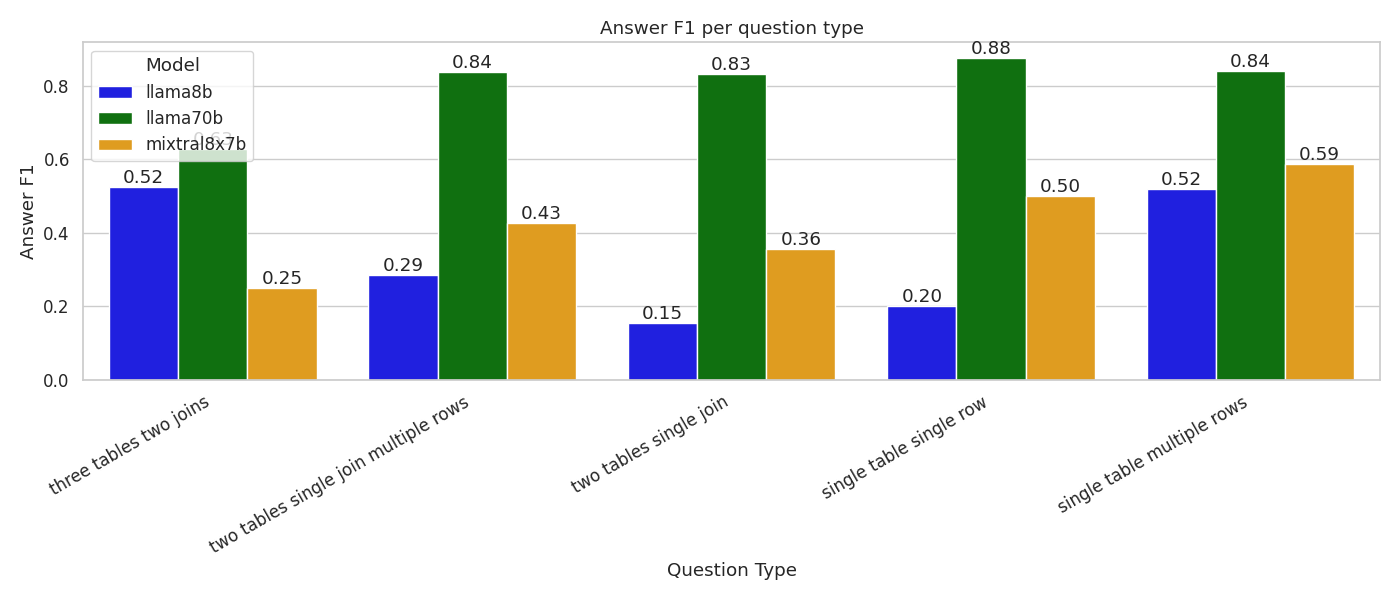 Answer F1 per question type
Model
llama8b
llama70b
mixtral8x7b
Answer F1
0.8
0.6
0.4
0.2
0.0
0.52
0.63
0.25
0.29
0.84
0.43
0.15
0.83
0.36
0.20
0.88
0.50
0.52
0.84
0.59
three tables two joins
two tables single join multiple rows
two tables single join
single table single row
single table multiple rows
Question Type